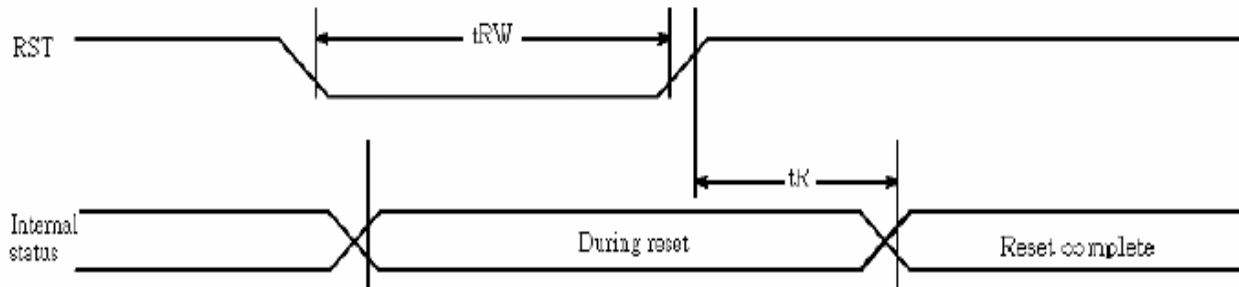 tRW
RST
tR
Internal
status
During reset
Reset complete